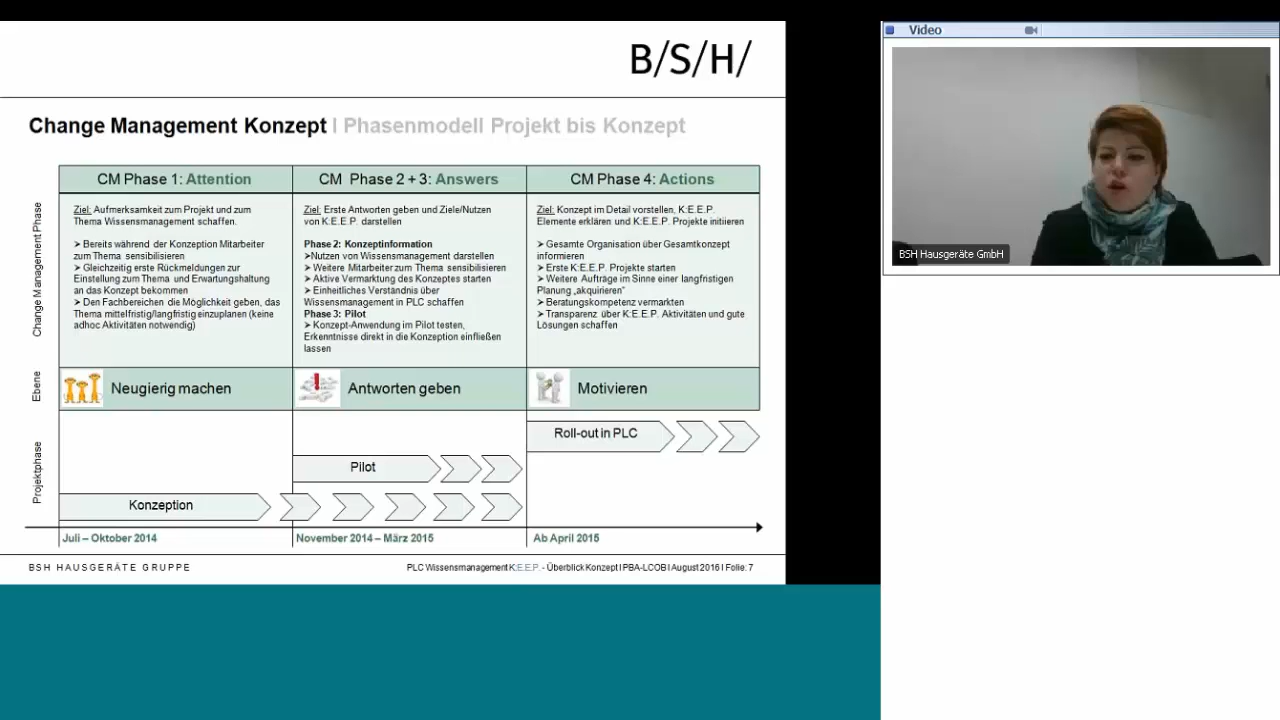 B/S/H/
Video
Change Management Konzept I Phasenmodell Projekt bis Konzept
BSH Hausgeräte GmbH
Change Management Phase
CM Phase 1: Attention
Ziel: Aufmerksamkeit zum Projekt und zum
Thema Wissensmanagement schaffen.
➢ Bereits während der Konzeption Mitarbeiter
zum Thema sensibilisieren
➢ Gleichzeitig erste Rückmeldungen zur
Einstellung zum Thema und Erwartungshaltung
an das Konzept bekommen
➢ Den Fachbereichen die Möglichkeit geben, das
Thema mittelfristig/langfristig einzuplanen (keine
adhoc Aktivitäten notwendig)
CM Phase 2 + 3: Answers
Ziel: Erste Antworten geben und Ziele/Nutzen
von K.E.E.P. darstellen
Phase 2: Konzeptinformation
➢Nutzen von Wissensmanagement darstellen
➢ Weitere Mitarbeiter zum Thema sensibilisieren
➢ Aktive Vermarktung des Konzeptes starten
➢ Einheitliches Verständnis über
Wissensmanagement in PLC schaffen
Phase 3: Pilot
➢ Konzept-Anwendung im Pilot testen,
Erkenntnisse direkt in die Konzeption einfließen
lassen
CM Phase 4: Actions
Ziel: Konzept im Detail vorstellen, K.E.E.P.
Elemente erklären und K.E.E.P. Projekte initiieren
➢ Gesamte Organisation über Gesamtkonzept
informieren
➢ Erste K.E.E.P. Projekte starten
➢ Weitere Aufträge im Sinne einer langfristigen
Planung „akquirieren"
➢ Beratungskompetenz vermarkten
➢ Transparenz über K.E.E.P. Aktivitäten und gute
Lösungen schaffen
Ebene
Neugierig machen
Antworten geben
Motivieren
Projektphase
Roll-out in PLC
Pilot
Konzeption
Juli – Oktober 2014
November 2014 – März 2015
Ab April 2015
BSH HAUSGERÄTE GRUPPE
PLC Wissensmanagement K.E.E.P. - Überblick Konzept I PBA-LCOB I August 2016 I Folie: 7